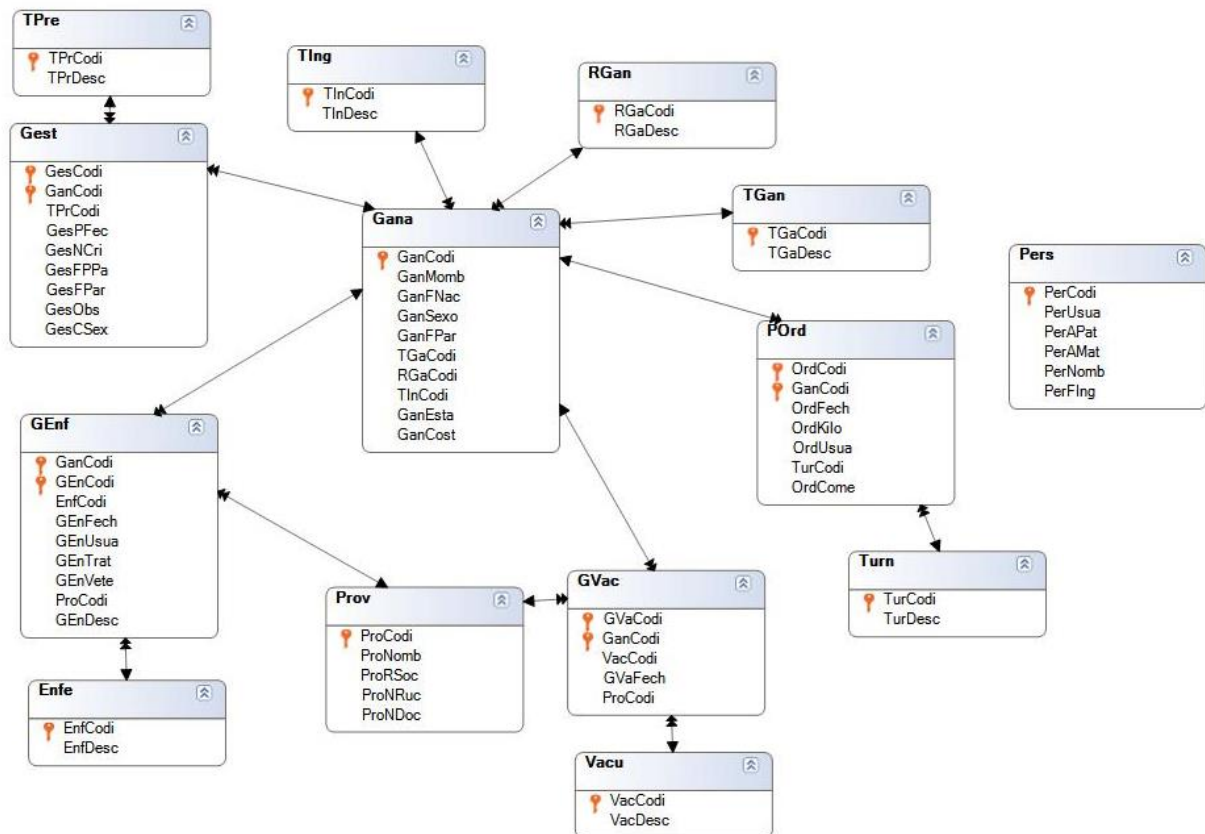 TPre
TPrCodi
TPrDesc
TIng
TInCodi
TInDesc
RGan
RGaCodi
RGaDesc
Gest
GesCodi
GanCodi
TPrCodi
GesPFec
GesNCri
GesFPPa
GesFPar
GesObs
GesCSex
Gana
GanCodi
GanMomb
GanFNac
GanSexo
GanFPar
TGaCodi
RGaCodi
TInCodi
GanEsta
GanCost
TGan
TGaCodi
TGaDesc
Pers
PerCodi
PerUsua
PerAPat
PerAMat
PerNomb
PerFIng
POrd
OrdCodi
GanCodi
OrdFech
OrdKilo
OrdUsua
TurCodi
OrdCome
GEnf
GanCodi
GEnCodi
EnfCodi
GEnFech
GEnUsua
GEnTrat
GEnVete
ProCodi
GEnDesc
Turn
TurCodi
TurDesc
Prov
ProCodi
ProNomb
ProRSoc
ProNRuc
ProNDoc
GVac
GVaCodi
GanCodi
VacCodi
GVaFech
ProCodi
Enfe
EnfCodi
EnfDesc
Vacu
VacCodi
VacDesc